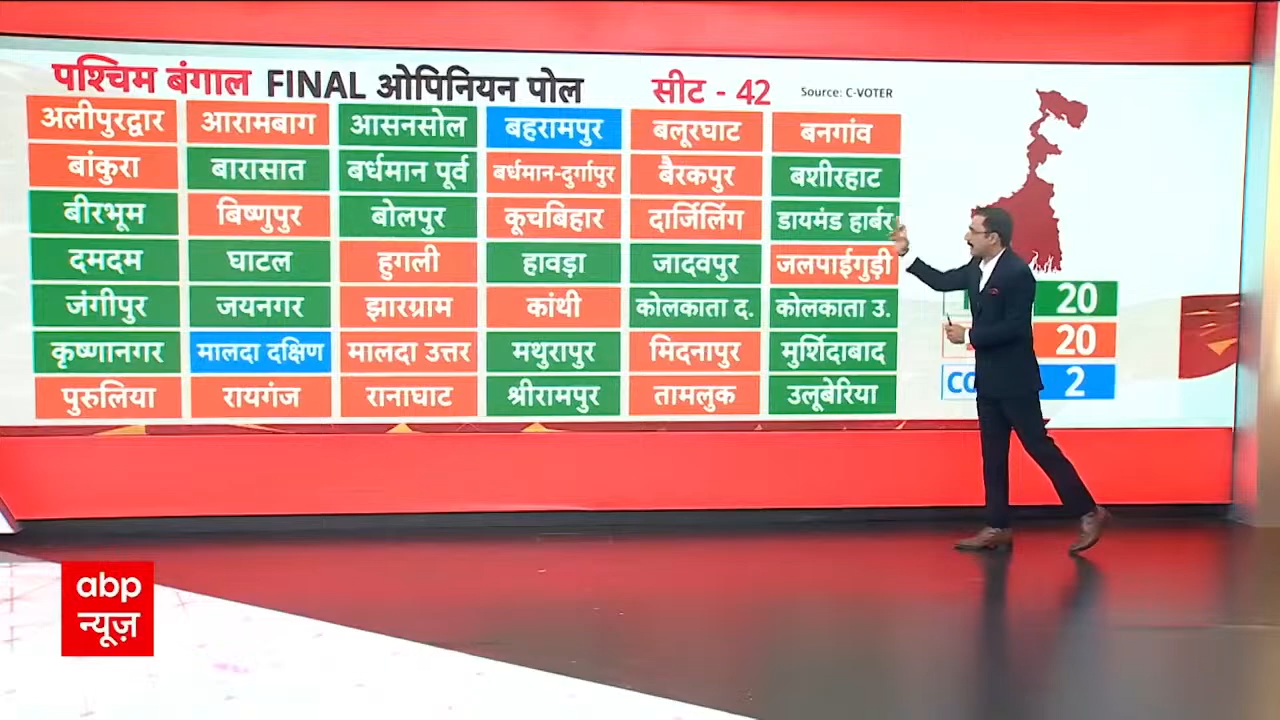 पश्चिम बंगाल FINAL ओपिनियन पोल सीट - 42 Source: C-VOTER
अलीपुरद्वार आरामबाग आसनसोल बहरामपुर बलूरघाट बनगांव
बांकुरा बारासात बर्धमान पूर्व बर्धमान-दुर्गापुर बैरकपुर बशीरहाट
बीरभूम बिष्णुपुर बोलपुर कूचबिहार दार्जिलिंग डायमंड हार्बर
दमदम घाटल हुगली हावड़ा जादवपुर जलपाईगुड़ी
जंगीपुर जयनगर झारग्राम कांथी कोलकाता द. कोलकाता उ.
कृष्णानगर मालदा दक्षिण मालदा उत्तर मथुरापुर मिदनापुर मुर्शिदाबाद
पुरुलिया रायगंज रानाघाट श्रीरामपुर तामलुक उलूबेरिया
20
20
2
abp
न्यूज़